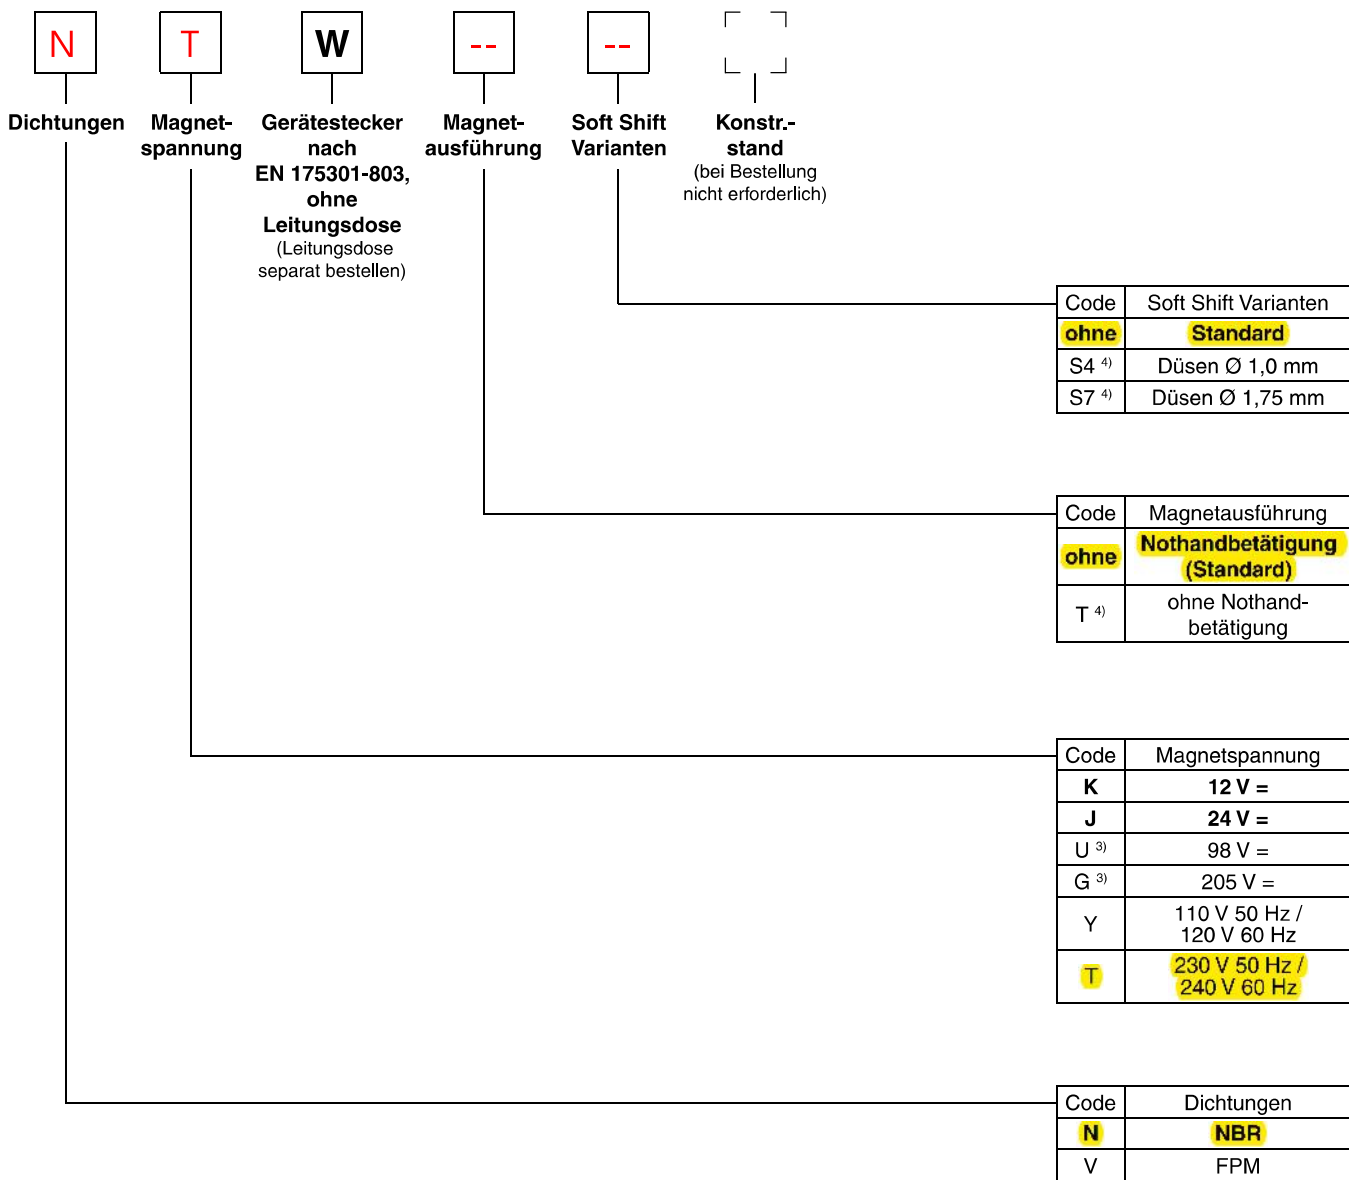 N T W -- --
Dichtungen
Magnet-
spannung
Gerätestecker
nach
EN 175301-803,
ohne
Leitungsdose
(Leitungsdose
separat bestellen)
Magnet-
ausführung
Soft Shift
Varianten
Konstr.-
stand
(bei Bestellung
nicht erforderlich)
Code Soft Shift Varianten
ohne Standard
S4 4) Düsen Ø 1,0 mm
S7 4) Düsen Ø 1,75 mm
Code Magnetausführung
ohne Nothandbetätigung
(Standard)
T 4) ohne Nothand-
betätigung
Code Magnetspannung
K 12 V =
J 24 V =
U 3) 98 V =
G 3) 205 V =
Y 110 V 50 Hz /
120 V 60 Hz
T 230 V 50 Hz /
240 V 60 Hz
Code Dichtungen
N NBR
V FPM